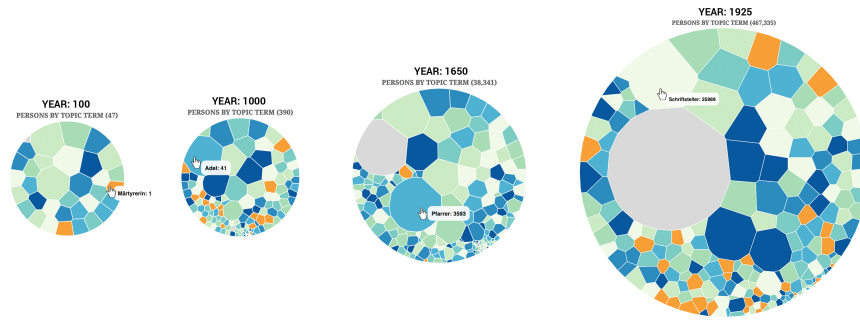 YEAR: 100
PERSONS BY TOPIC TERM (47)
Märtyrerin: 1
YEAR: 1000
PERSONS BY TOPIC TERM (390)
Adel: 41
YEAR: 1650
PERSONS BY TOPIC TERM (38,341)
Pfarrer: 3593
YEAR: 1925
PERSONS BY TOPIC TERM (467,335)
Schriftsteller: 25989